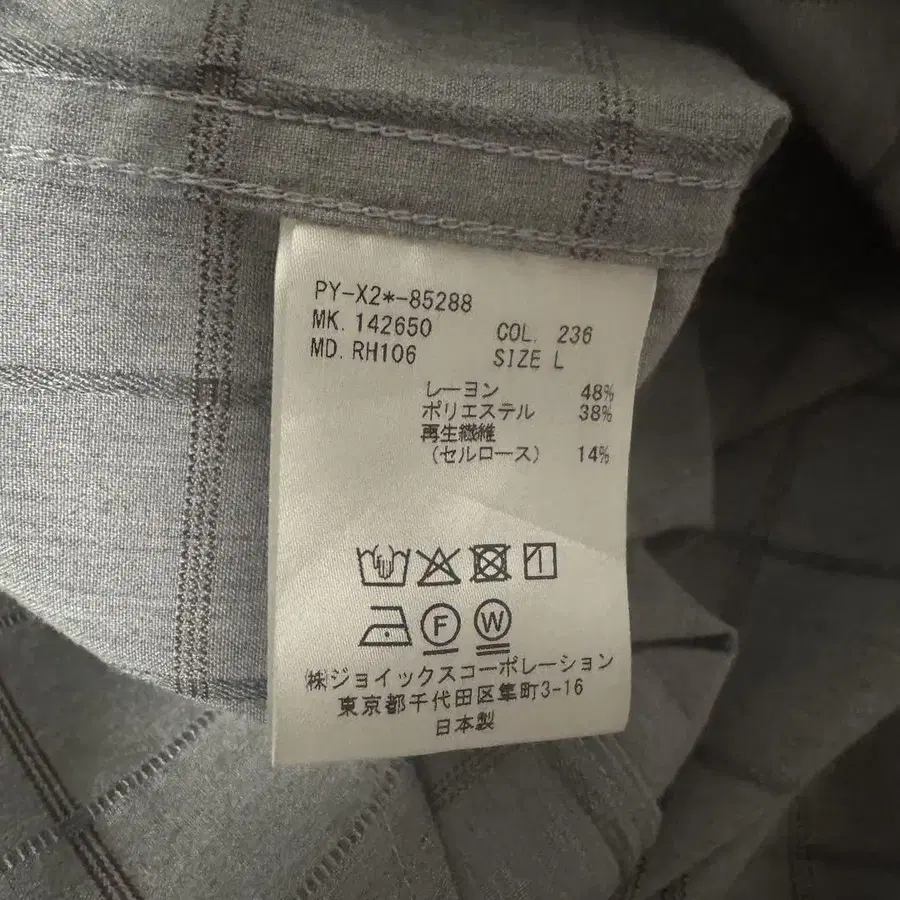 PY-X2*-85288
MK. 142650 COL. 236
MD. RH106 SIZE L
レーヨン 48%
ポリエステル 38%
再生繊維
(セルロース) 14%
F W
㈱ジョイックスコーポレーション
東京都千代田区隼町3-16
日本製